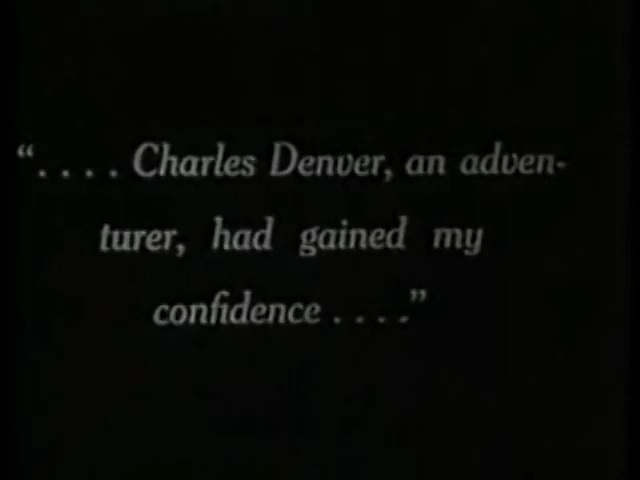 “. . . . Charles Denver, an adven-
turer, had gained my
confidence . . . .”